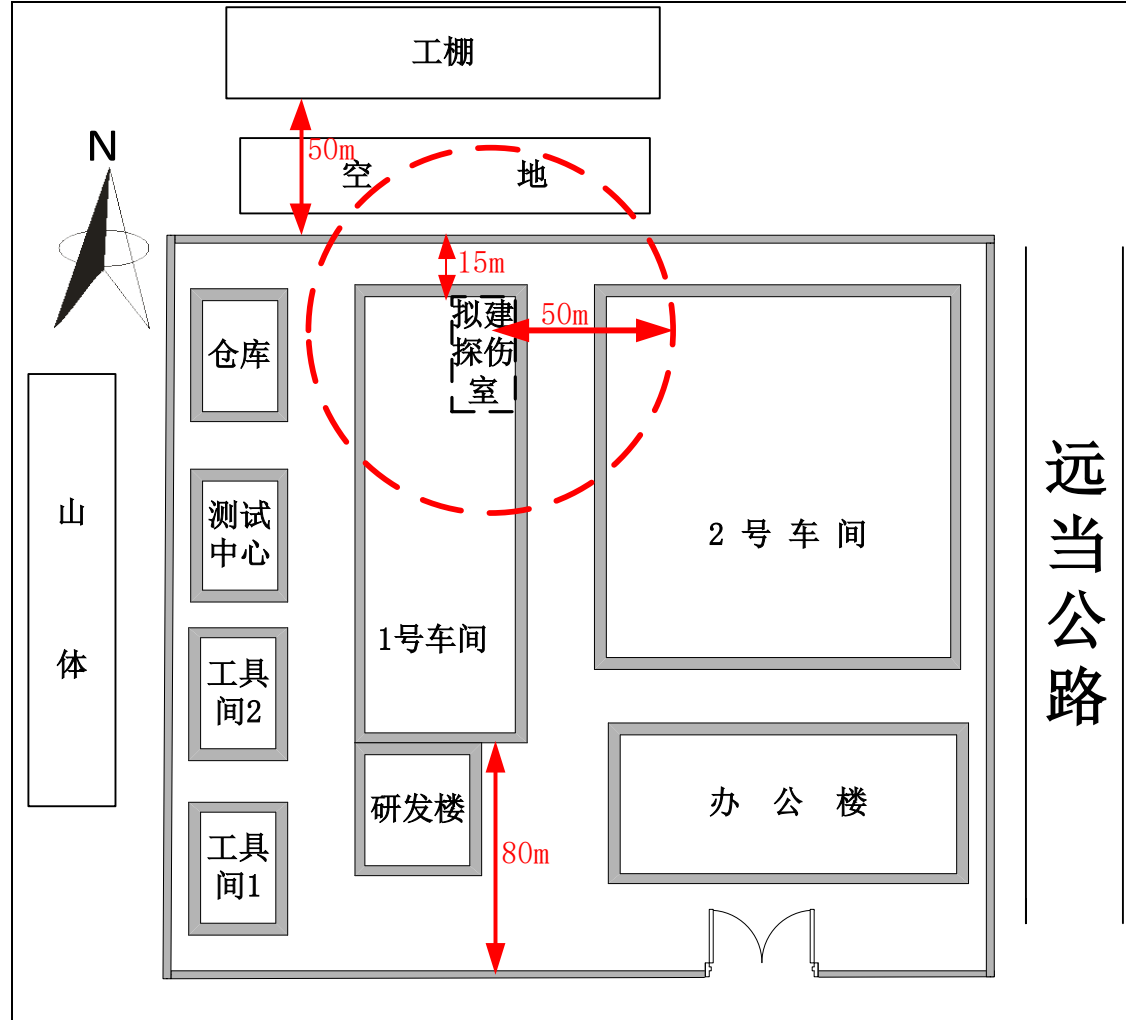 工棚
N
50m
空 地
15m
拟建
探伤
室
50m
仓库
远当公路
山体
测试
中心
2 号 车 间
1号车间
工具
间2
研发楼
办 公 楼
80m
工具
间1